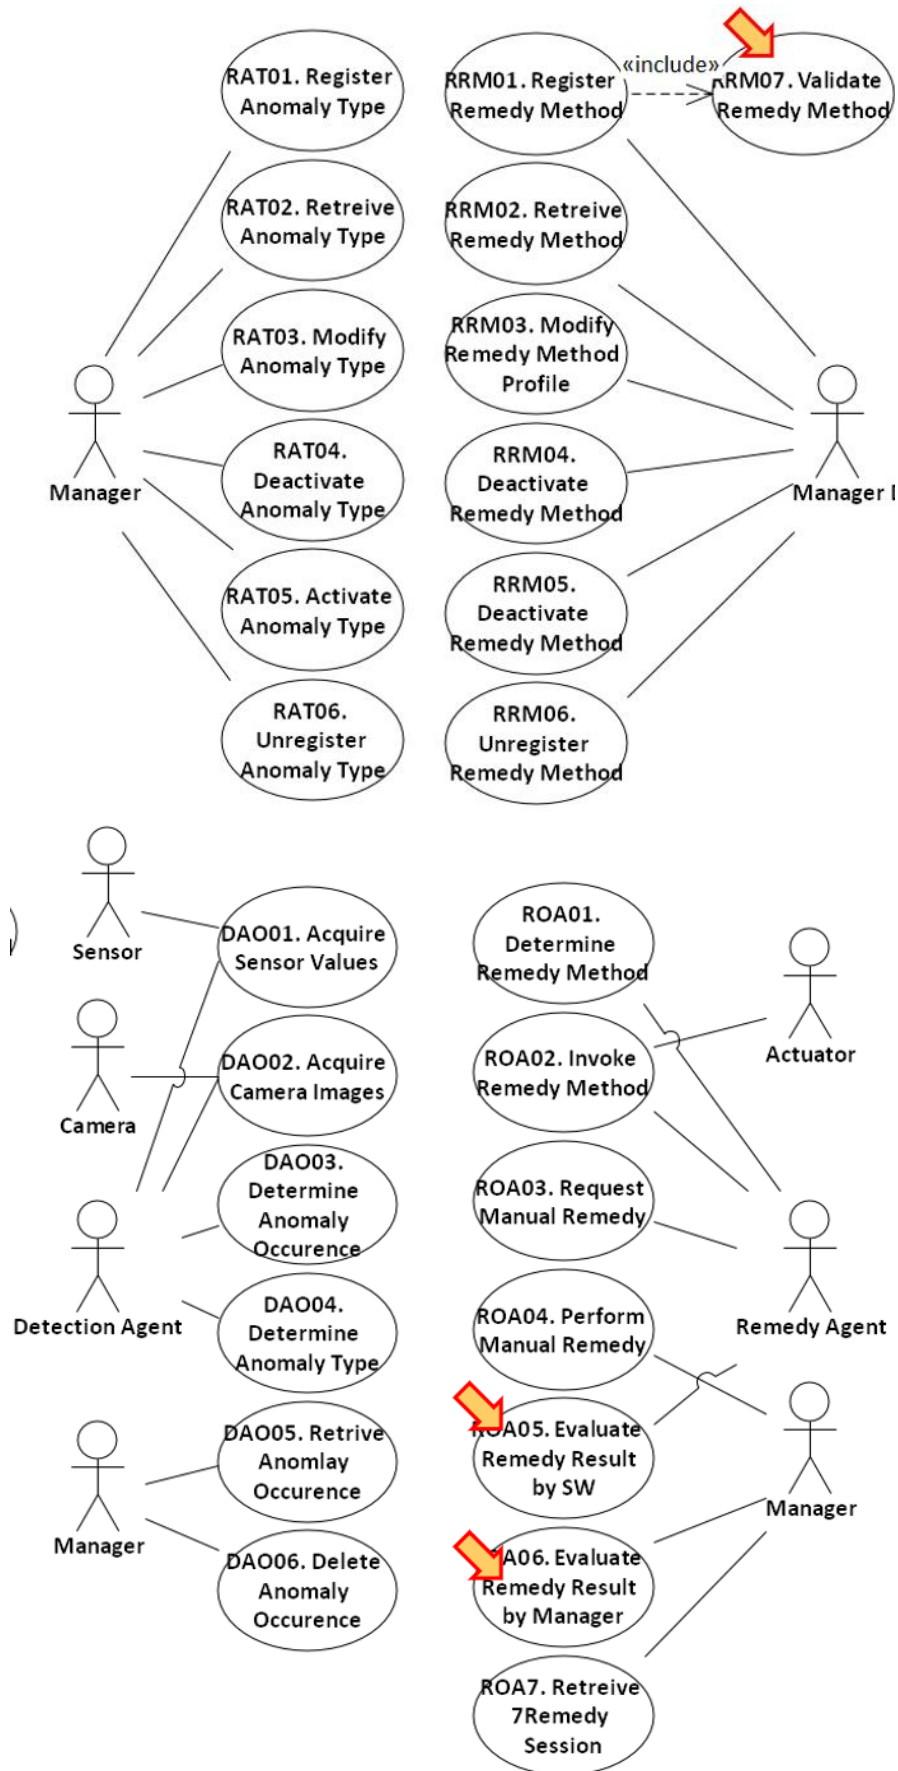 RAT01. Register
Anomaly Type
RAT02. Retreive
Anomaly Type
RAT03. Modify
Anomaly Type
RAT04.
Deactivate
Anomaly Type
RAT05. Activate
Anomaly Type
RAT06.
Unregister
Anomaly Type
Manager
RRM01. Register
Remedy Method
«include»
RRM07. Validate
Remedy Method
RRM02. Retreive
Remedy Method
RRM03. Modify
Remedy Method
Profile
RRM04.
Deactivate
Remedy Method
RRM05.
Deactivate
Remedy Method
RRM06.
Unregister
Remedy Method
Manager
Sensor
Camera
Detection Agent
Manager
DAO01. Acquire
Sensor Values
DAO02. Acquire
Camera Images
DAO03.
Determine
Anomaly
Occurence
DAO04.
Determine
Anomaly Type
DAO05. Retrive
Anomlay
Occurence
DAO06. Delete
Anomaly
Occurence
ROA01.
Determine
Remedy Method
ROA02. Invoke
Remedy Method
ROA03. Request
Manual Remedy
ROA04. Perform
Manual Remedy
ROA05. Evaluate
Remedy Result
by SW
A06. Evaluate
Remedy Result
by Manager
ROA7. Retreive
7Remedy
Session
Actuator
Remedy Agent
Manager